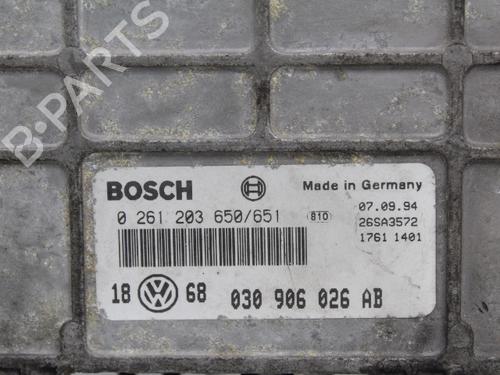 B-PARTS
BOSCH Made in Germany
0 261 203 650/651 810 07.09.94
26SA3572
1761 1401
18 68 030 906 026 AB